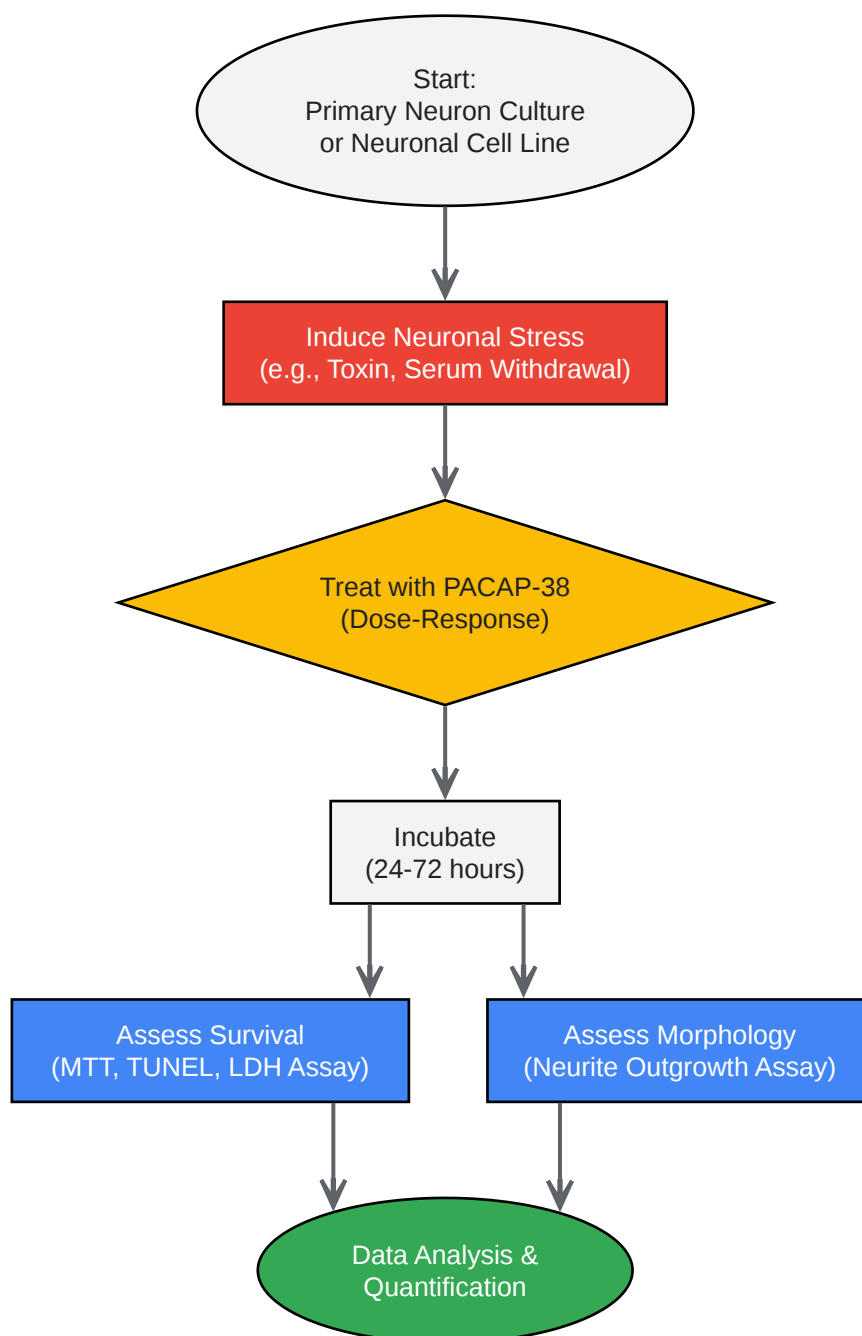 Start:
Primary Neuron Culture
or Neuronal Cell Line
Induce Neuronal Stress
(e.g., Toxin, Serum Withdrawal)
Treat with PACAP-38
(Dose-Response)
Incubate
(24-72 hours)
Assess Survival
(MTT, TUNEL, LDH Assay)
Assess Morphology
(Neurite Outgrowth Assay)
Data Analysis &
Quantification